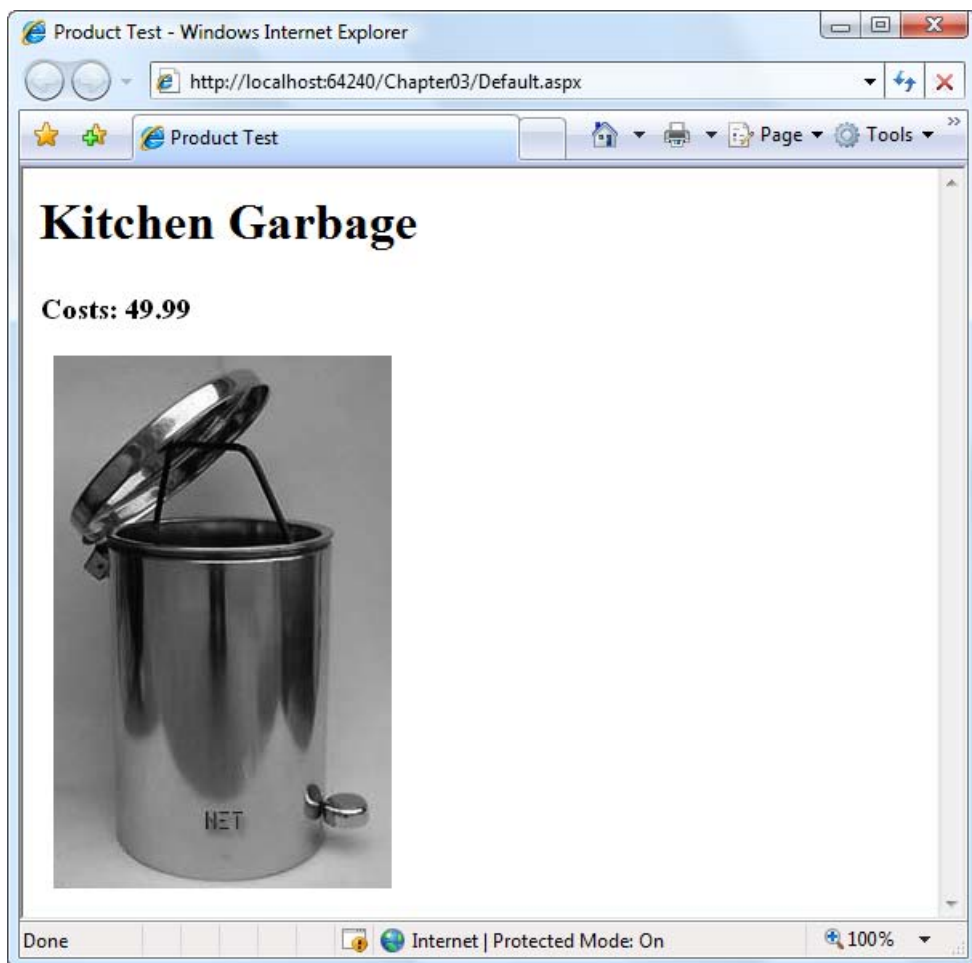 Product Test - Windows Internet Explorer
http://localhost:64240/Chapter03/Default.aspx
Product Test
Page
Tools
Kitchen Garbage
Costs: 49.99
NET
Done
Internet | Protected Mode: On
100%